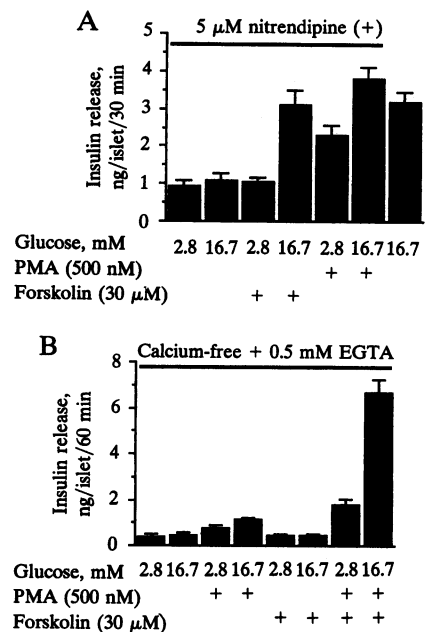 A
5 μM nitrendipine (+)
Insulin release,
ng/islet/30 min
5
4
3
2
1
0
Glucose, mM 2.8 16.7 2.8 16.7 2.8 16.7 16.7
PMA (500 nM) + +
Forskolin (30 μM) + +
B
Calcium-free + 0.5 mM EGTA
Insulin release,
ng/islet/60 min
8
6
4
2
0
Glucose, mM 2.8 16.7 2.8 16.7 2.8 16.7 2.8 16.7
PMA (500 nM) + + + +
Forskolin (30 μM) + + + +